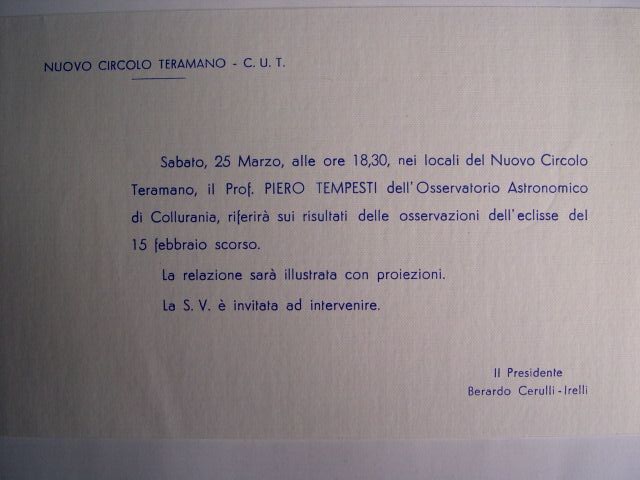 NUOVO CIRCOLO TERAMANO - C. U. T.
Sabato, 25 Marzo, alle ore 18,30, nei locali del Nuovo Circolo
Teramano, il Prof. PIERO TEMPESTI dell'Osservatorio Astronomico
di Collurania, riferirà sui risultati delle osservazioni dell'eclisse del
15 febbraio scorso.
La relazione sarà illustrata con proiezioni.
La S. V. è invitata ad intervenire.
Il Presidente
Berardo Cerulli - Irelli